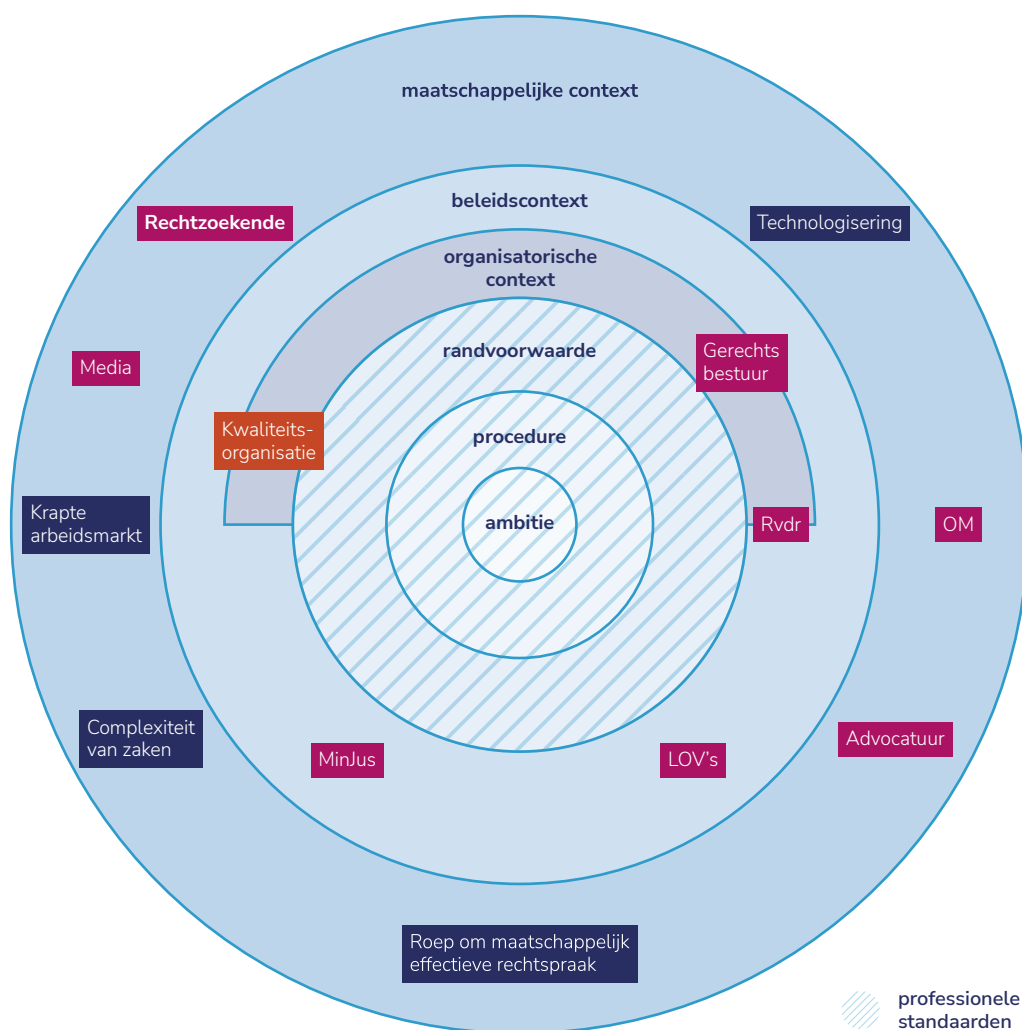 maatschappelijke context
beleidscontext
Rechtzoekende
Technologisering
organisatorische
context
randvoorwaarde
Gerechts
bestuur
Media
Kwaliteits-
organisatie
procedure
ambitie
Krapte
arbeidsmarkt
Rvdr
OM
Complexiteit
van zaken
MinJus
LOV's
Advocatuur
Roep om maatschappelijk
effectieve rechtspraak
professionele
standaarden